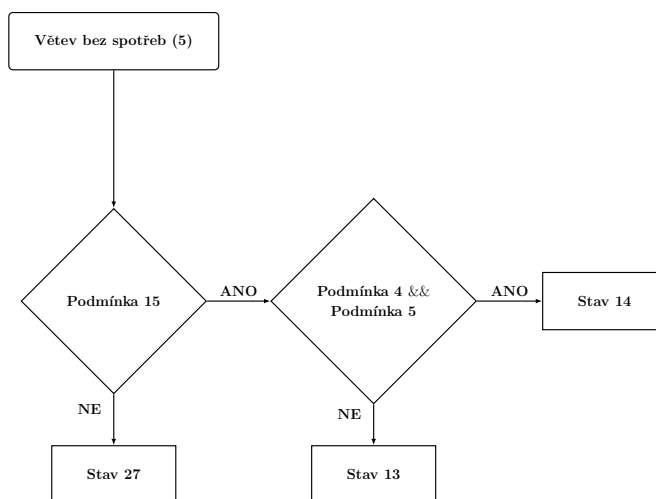 Větev bez spotřeb (5)
Podmínka 15
ANO
Podmínka 4 &&
Podmínka 5
ANO
Stav 14
NE
NE
Stav 27
Stav 13